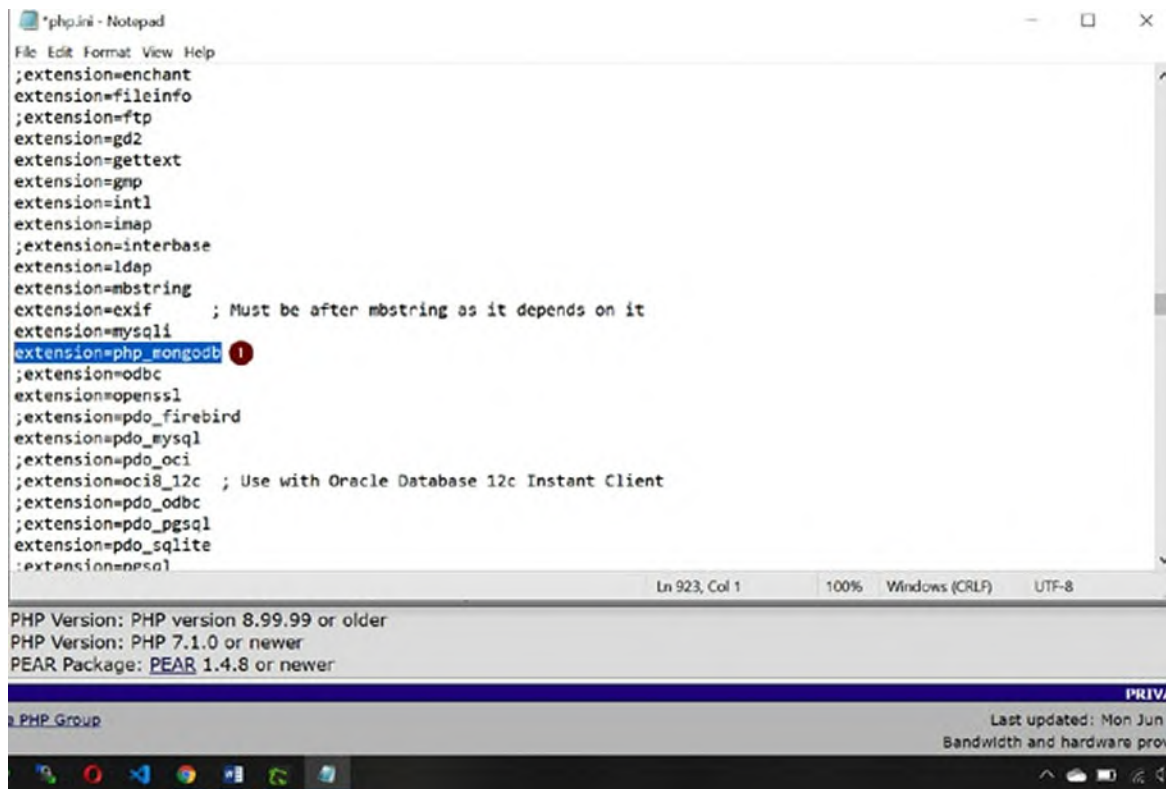 *php.ini - Notepad
File Edit Format View Help
;extension=enchant
extension=fileinfo
;extension=ftp
extension=gd2
extension=gettext
extension=gmp
extension=intl
extension=imap
;extension=interbase
extension=ldap
extension=mbstring
extension=exif ; Must be after mbstring as it depends on it
extension=mysqli
extension=php_mongodb 1
;extension=odbc
extension=openssl
;extension=pdo_firebird
extension=pdo_mysql
;extension=pdo_oci
;extension=oci8_12c ; Use with Oracle Database 12c Instant Client
;extension=pdo_odbc
;extension=pdo_pgsql
extension=pdo_sqlite
;extension=pgsql
Ln 923, Col 1 100% Windows (CRLF) UTF-8
PHP Version: PHP version 8.99.99 or older
PHP Version: PHP 7.1.0 or newer
PEAR Package: PEAR 1.4.8 or newer
PRIVA
e PHP Group Last updated: Mon Jun
Bandwidth and hardware prov